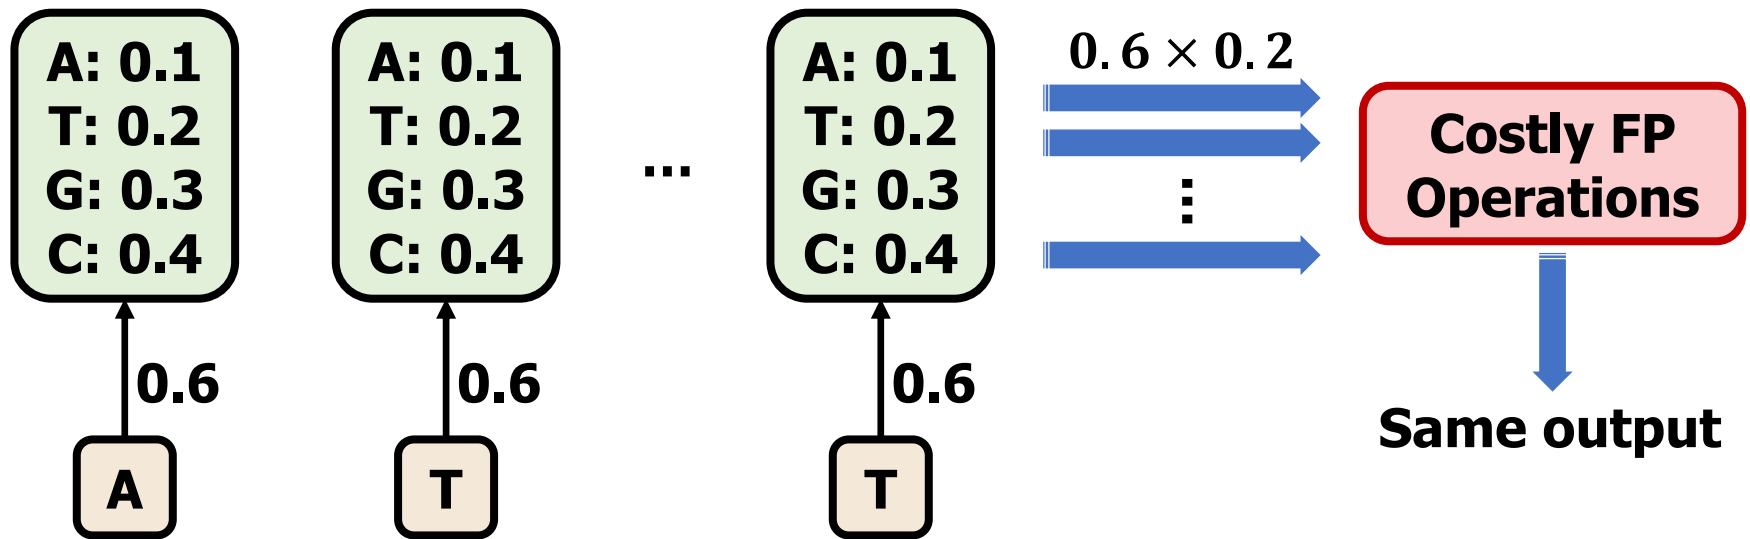 A: 0.1
T: 0.2
G: 0.3
C: 0.4
0.6
A
A: 0.1
T: 0.2
G: 0.3
C: 0.4
0.6
T
...
A: 0.1
T: 0.2
G: 0.3
C: 0.4
0.6
T
0.6 × 0.2
⋮
Costly FP
Operations
Same output